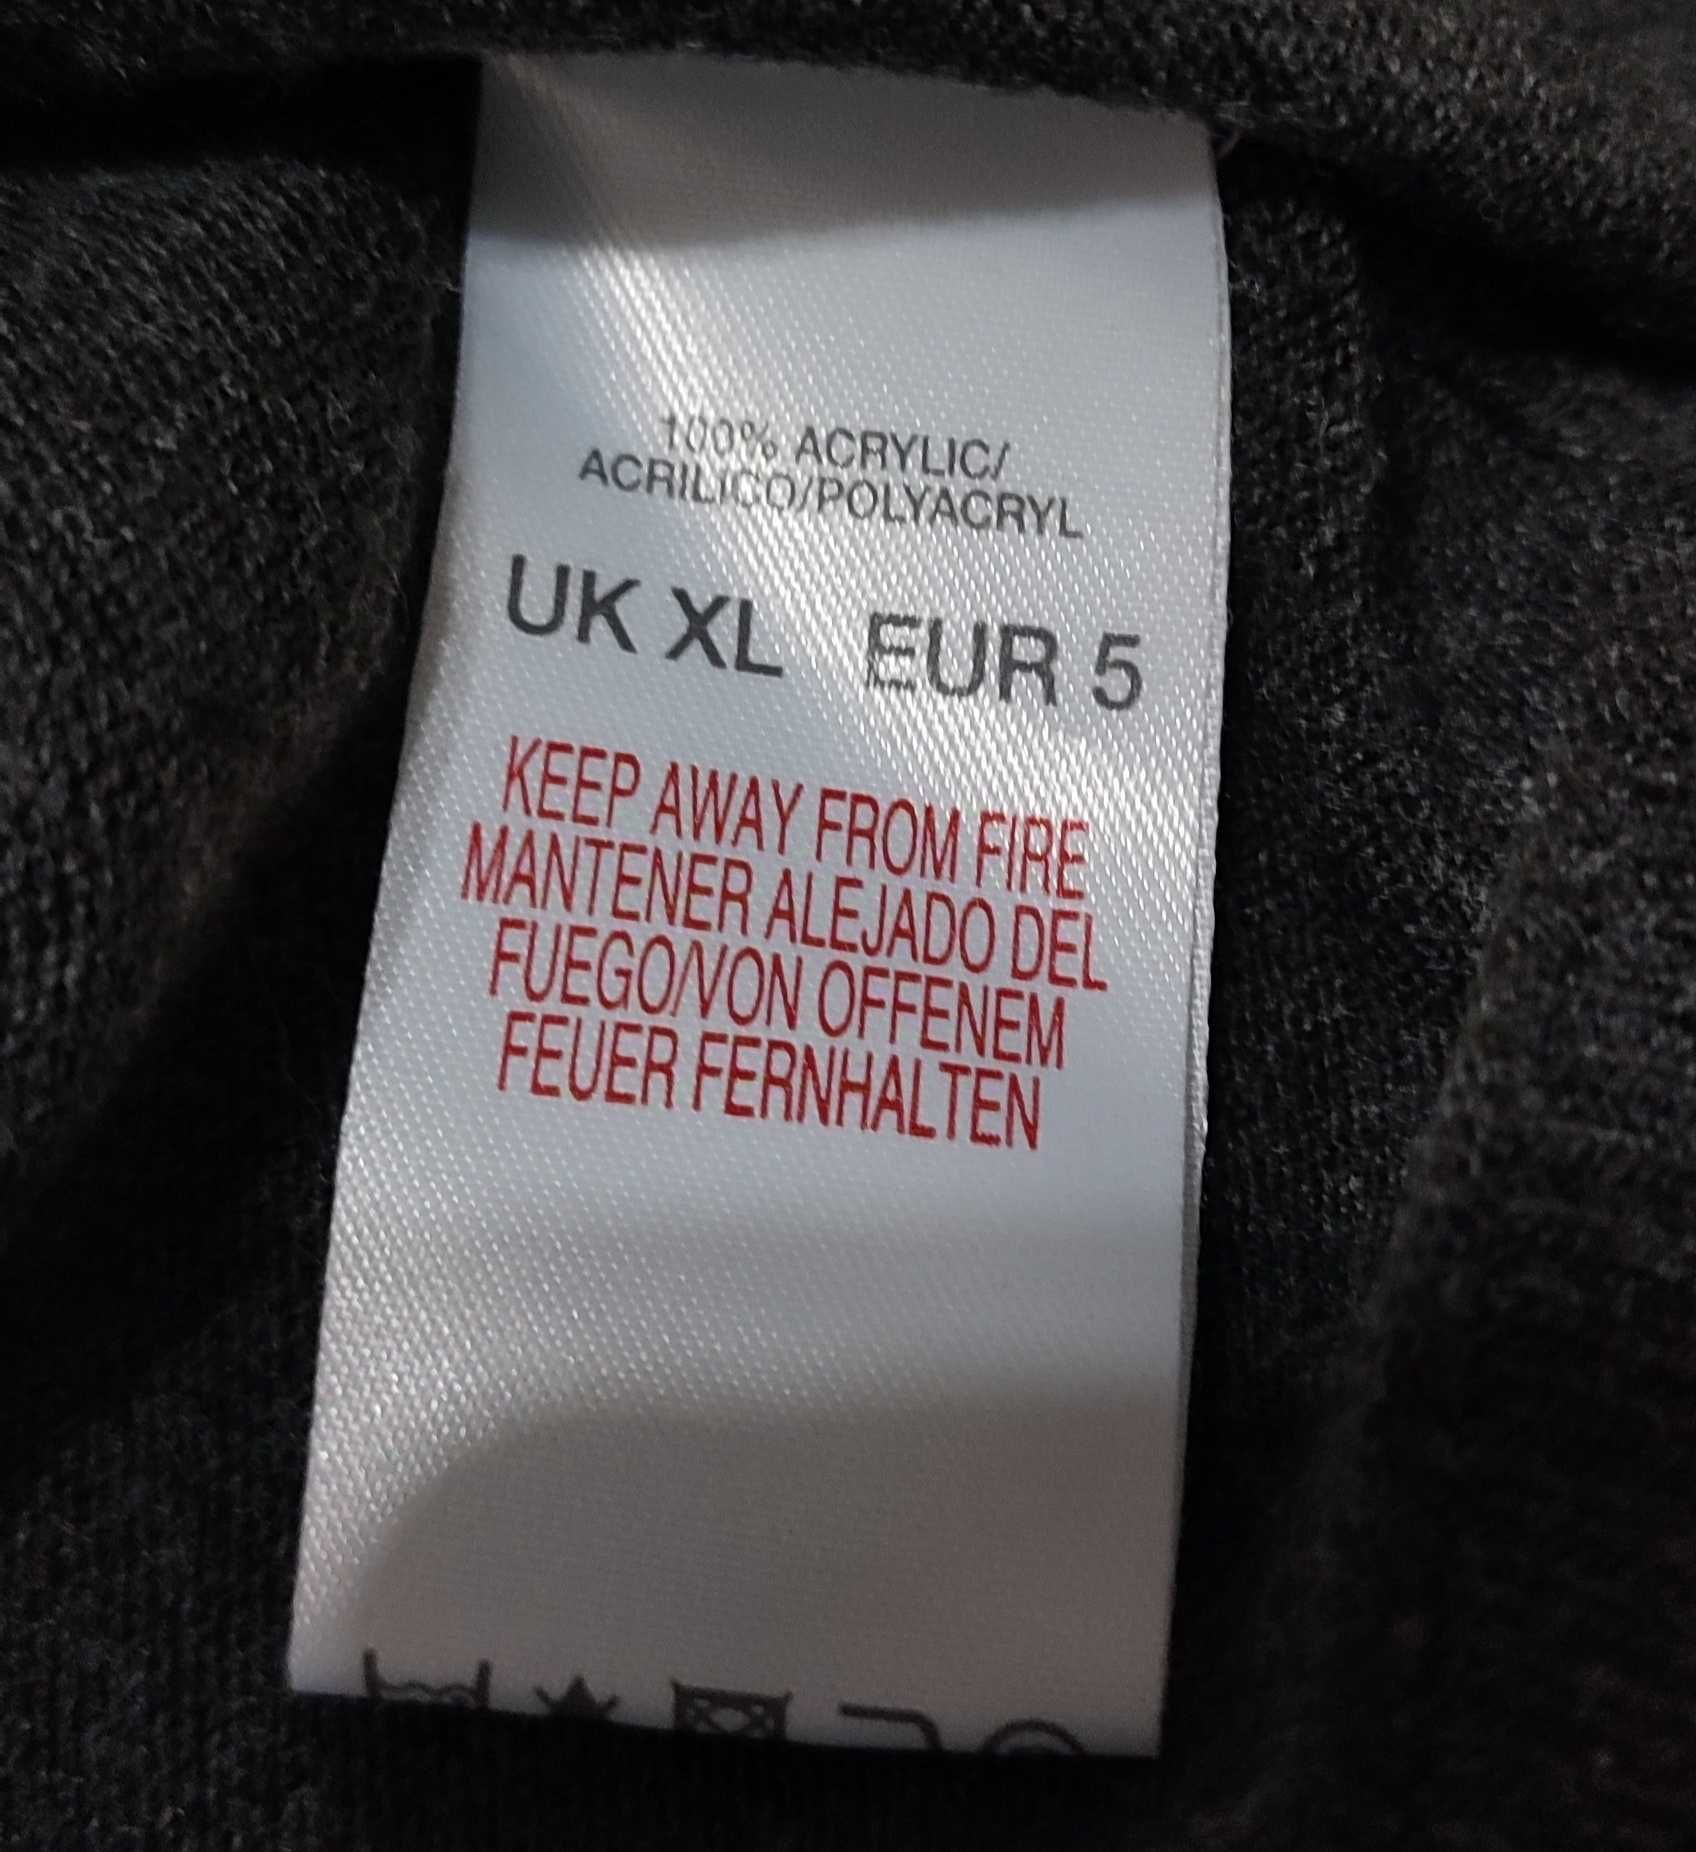 100% ACRYLIC/
ACRILICO/POLYACRYL
UK XL EUR 5
KEEP AWAY FROM FIRE
MANTENER ALEJADO DEL
FUEGO/VON OFFENEM
FEUER FERNHALTEN